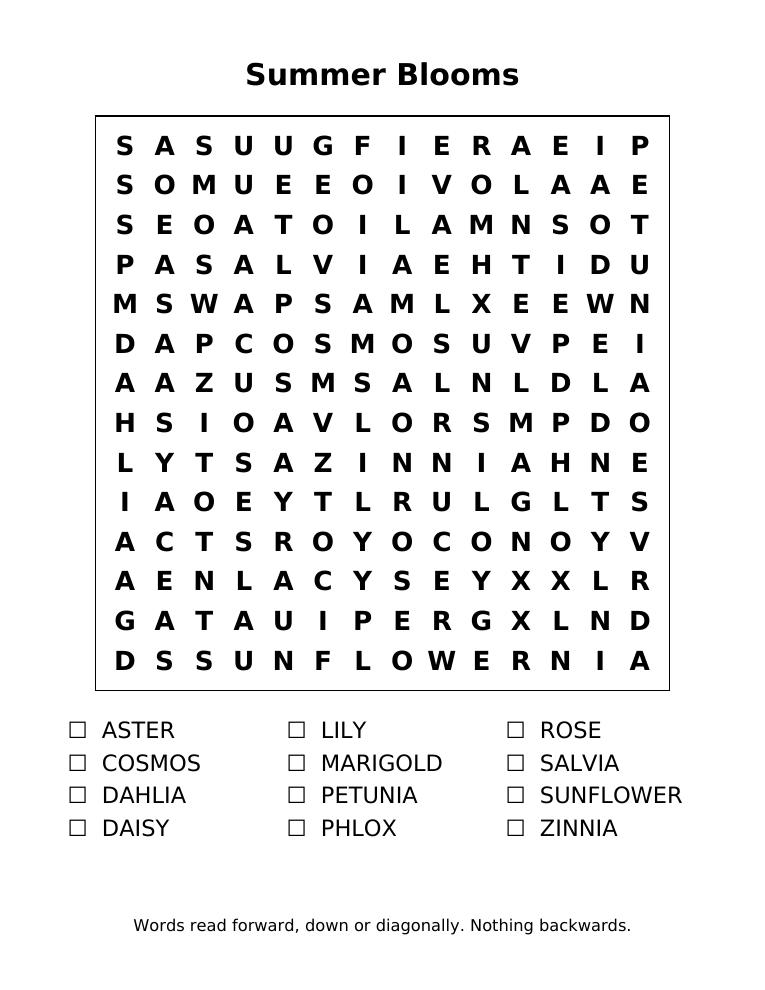 Summer Blooms
S A S U U G F I E R A E I P
S O M U E E O I V O L A A E
S E O A T O I L A M N S O T
P A S A L V I A E H T I D U
M S W A P S A M L X E E W N
D A P C O S M O S U V P E I
A A Z U S M S A L N L D L A
H S I O A V L O R S M P D O
L Y T S A Z I N N I A H N E
I A O E Y T L R U L G L T S
A C T S R O Y O C O N O Y V
A E N L A C Y S E Y X X L R
G A T A U I P E R G X L N D
D S S U N F L O W E R N I A
☐ ASTER ☐ LILY ☐ ROSE
☐ COSMOS ☐ MARIGOLD ☐ SALVIA
☐ DAHLIA ☐ PETUNIA ☐ SUNFLOWER
☐ DAISY ☐ PHLOX ☐ ZINNIA
Words read forward, down or diagonally. Nothing backwards.